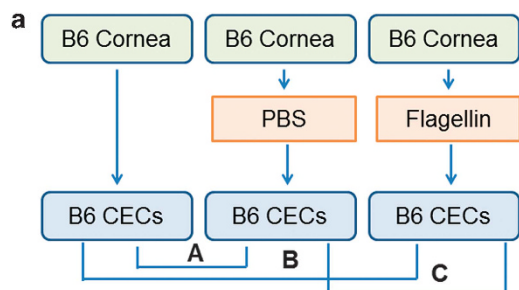 a
B6 Cornea B6 Cornea B6 Cornea
PBS Flagellin
B6 CECs B6 CECs B6 CECs
A B C